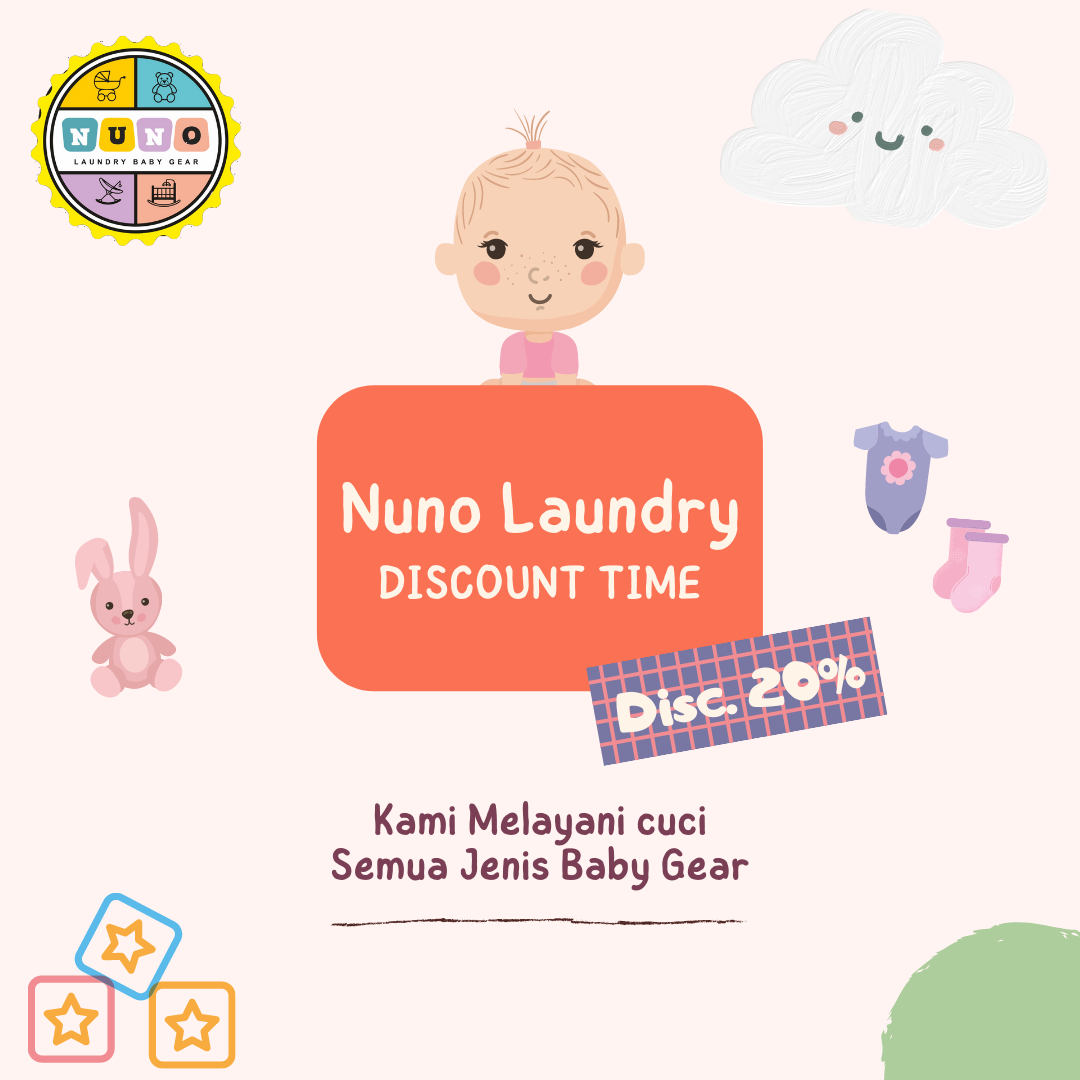 NUNO
LAUNDRY BABY GEAR
Nuno Laundry
DISCOUNT TIME
Disc. 20%
Kami Melayani cuci
Semua Jenis Baby Gear